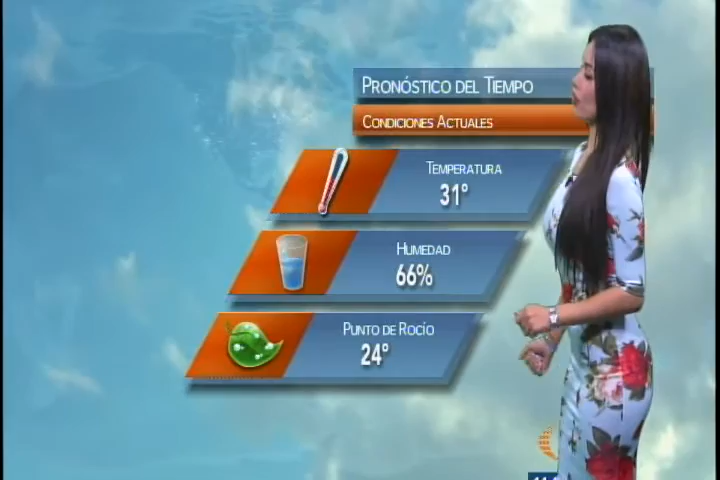 PRONÓSTICO DEL TIEMPO
CONDICIONES ACTUALES
TEMPERATURA
31°
HUMEDAD
66%
PUNTO DE ROCÍO
24°